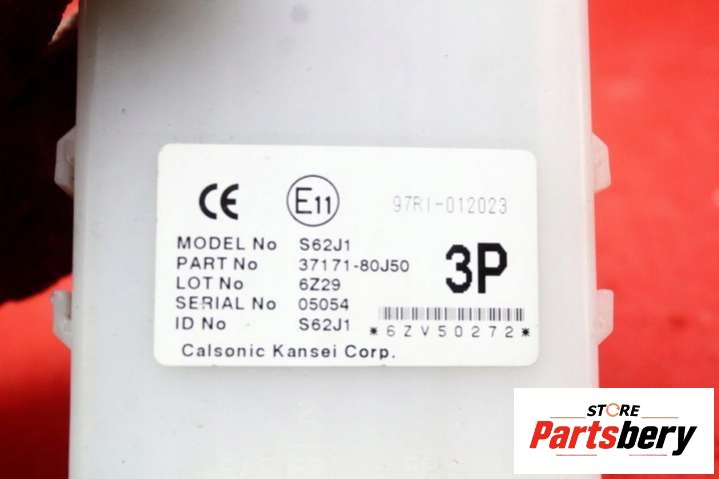 CE E11 97RI-012023
MODEL No S62J1
PART No 37171-80J50
LOT No 6Z29
SERIAL No 05054
ID No S62J1
3P
*6ZV50272*
Calsonic Kansei Corp.
STORE
Partsbery